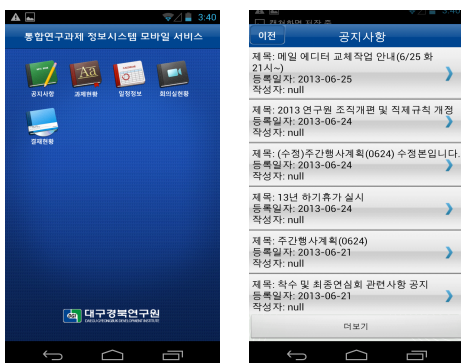 3:40
통합연구과제 정보시스템 모바일 서비스
공지사항
과제현황
일정정보
회의실현황
결재현황
대구경북연구원
DAEGU GYEONGBUK DEVELOPMENT INSTITUTE
3:40
캡처화면 저장 중
이전
공지사항
제목: 메일 에디터 교체작업 안내(6/25 화
21시~)
등록일자: 2013-06-25
작성자: null
제목: 2013 연구원 조직개편 및 직제규칙 개정
등록일자: 2013-06-24
작성자: null
제목: (수정)주간행사계획(0624) 수정본입니다.
등록일자: 2013-06-24
작성자: null
제목: 13년 하기휴가 실시
등록일자: 2013-06-24
작성자: null
제목: 주간행사계획(0624)
등록일자: 2013-06-21
작성자: null
제목: 착수 및 최종연심회 관련사항 공지
등록일자: 2013-06-21
작성자: null
더보기